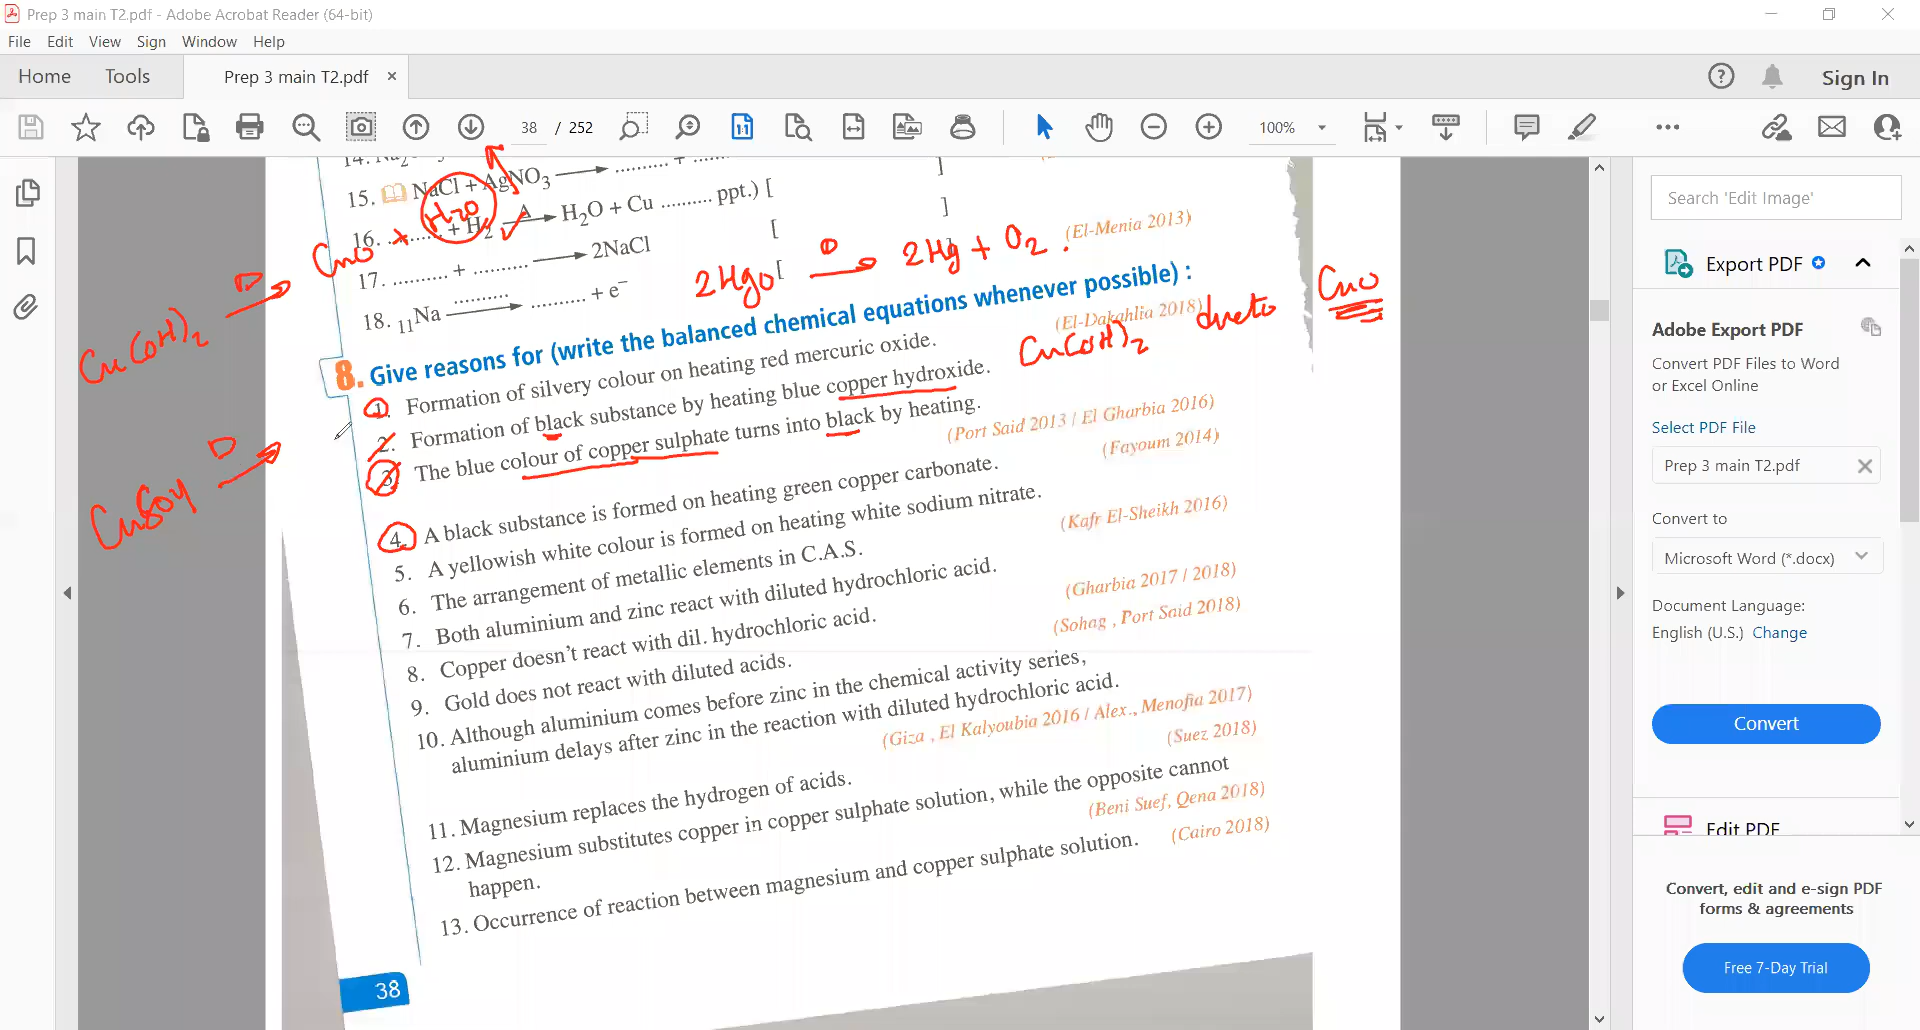 Prep 3 main T2.pdf - Adobe Acrobat Reader (64-bit)
File Edit View Sign Window Help
Home Tools Prep 3 main T2.pdf × Sign In
38 / 252 1:1 100%
15. NaCl + AgNO3 → ......... + .......
16. ......... + H2 Δ→ H2O + Cu
H2O
17. ......... + ......... → 2NaCl
ppt.) [ ]
[ ]
[
18. 11Na ......... → ......... + e−
(El-Menia 2013)
CuO + 
2HgO Δ→ 2Hg + O2
Cu(OH)2 Δ→
8. Give reasons for (write the balanced chemical equations whenever possible) :
1. Formation of silvery colour on heating red mercuric oxide.
(El-Dakahlia 2018)
Cu(OH)2 due to CuO
2. Formation of black substance by heating blue copper hydroxide.
3. The blue colour of copper sulphate turns into black by heating.
(Port Said 2013 / El Gharbia 2016)
CuSO4 Δ→
4. A black substance is formed on heating green copper carbonate.
(Fayoum 2014)
5. A yellowish white colour is formed on heating white sodium nitrate.
6. The arrangement of metallic elements in C.A.S.
(Kafr El-Sheikh 2016)
7. Both aluminium and zinc react with diluted hydrochloric acid.
8. Copper doesn't react with dil. hydrochloric acid.
(Gharbia 2017 / 2018)
9. Gold does not react with diluted acids.
(Sohag , Port Said 2018)
10. Although aluminium comes before zinc in the chemical activity series,
aluminium delays after zinc in the reaction with diluted hydrochloric acid.
(Giza , El Kalyoubia 2016 / Alex., Menofia 2017)
11. Magnesium replaces the hydrogen of acids.
(Suez 2018)
12. Magnesium substitutes copper in copper sulphate solution, while the opposite cannot
happen.
(Beni Suef, Qena 2018)
13. Occurrence of reaction between magnesium and copper sulphate solution.
(Cairo 2018)
38
Search 'Edit Image'
Export PDF
Adobe Export PDF
Convert PDF Files to Word
or Excel Online
Select PDF File
Prep 3 main T2.pdf
Convert to
Microsoft Word (*.docx)
Document Language:
English (U.S.) Change
Convert
Edit PDF
Convert, edit and e-sign PDF
forms & agreements
Free 7-Day Trial